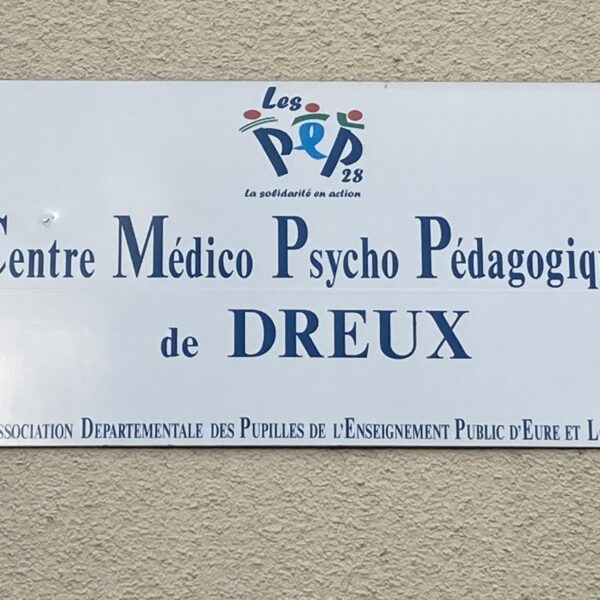 Les
PEP
28
La solidarité en action
Centre Médico Psycho Pédagogiqu
de DREUX
SSOCIATION DEPARTEMENTALE DES PUPILLES DE L'ENSEIGNEMENT PUBLIC D'EURE ET L